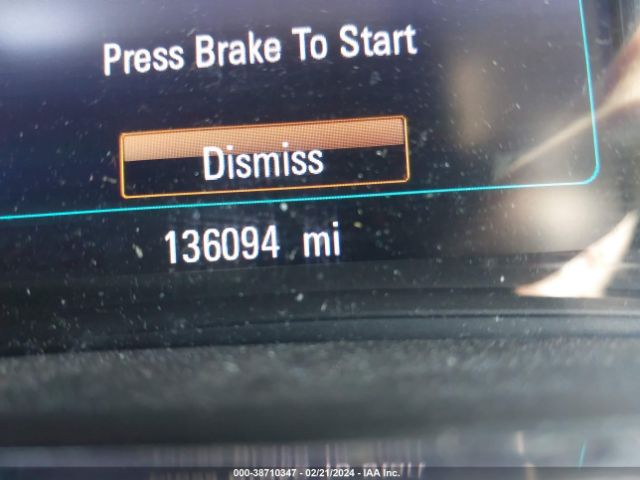 Press Brake To Start
Dismiss
136094 mi
000-38710347 - 02/21/2024 - IAA Inc.